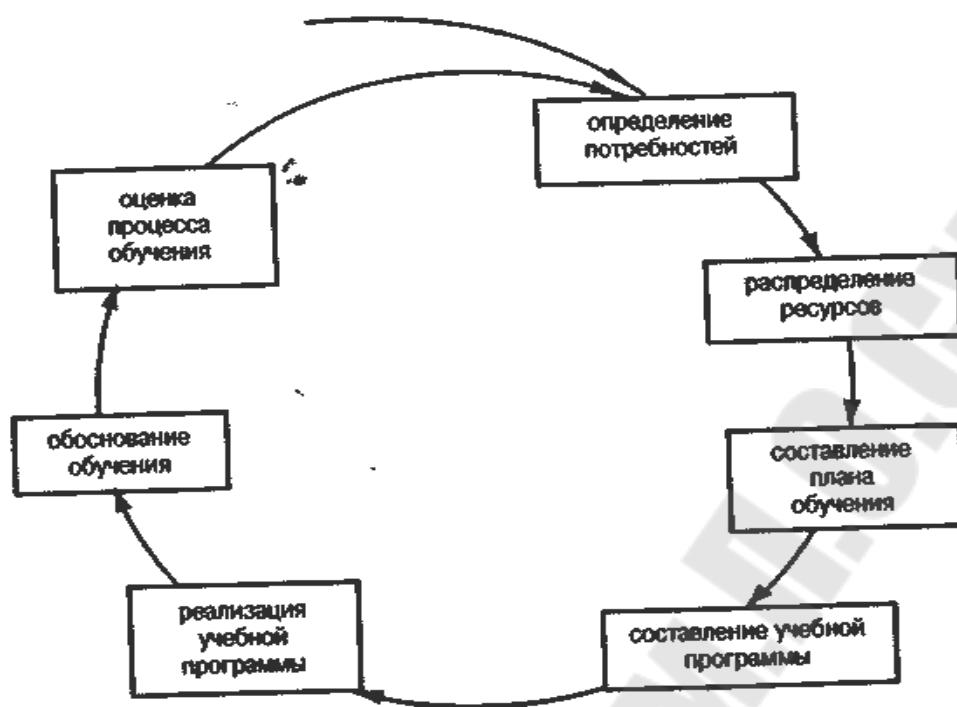 определение
потребностей
распределение
ресурсов
составление
плана
обучения
составление учебной
программы
реализация
учебной
программы
обоснование
обучения
оценка
процесса
обучения